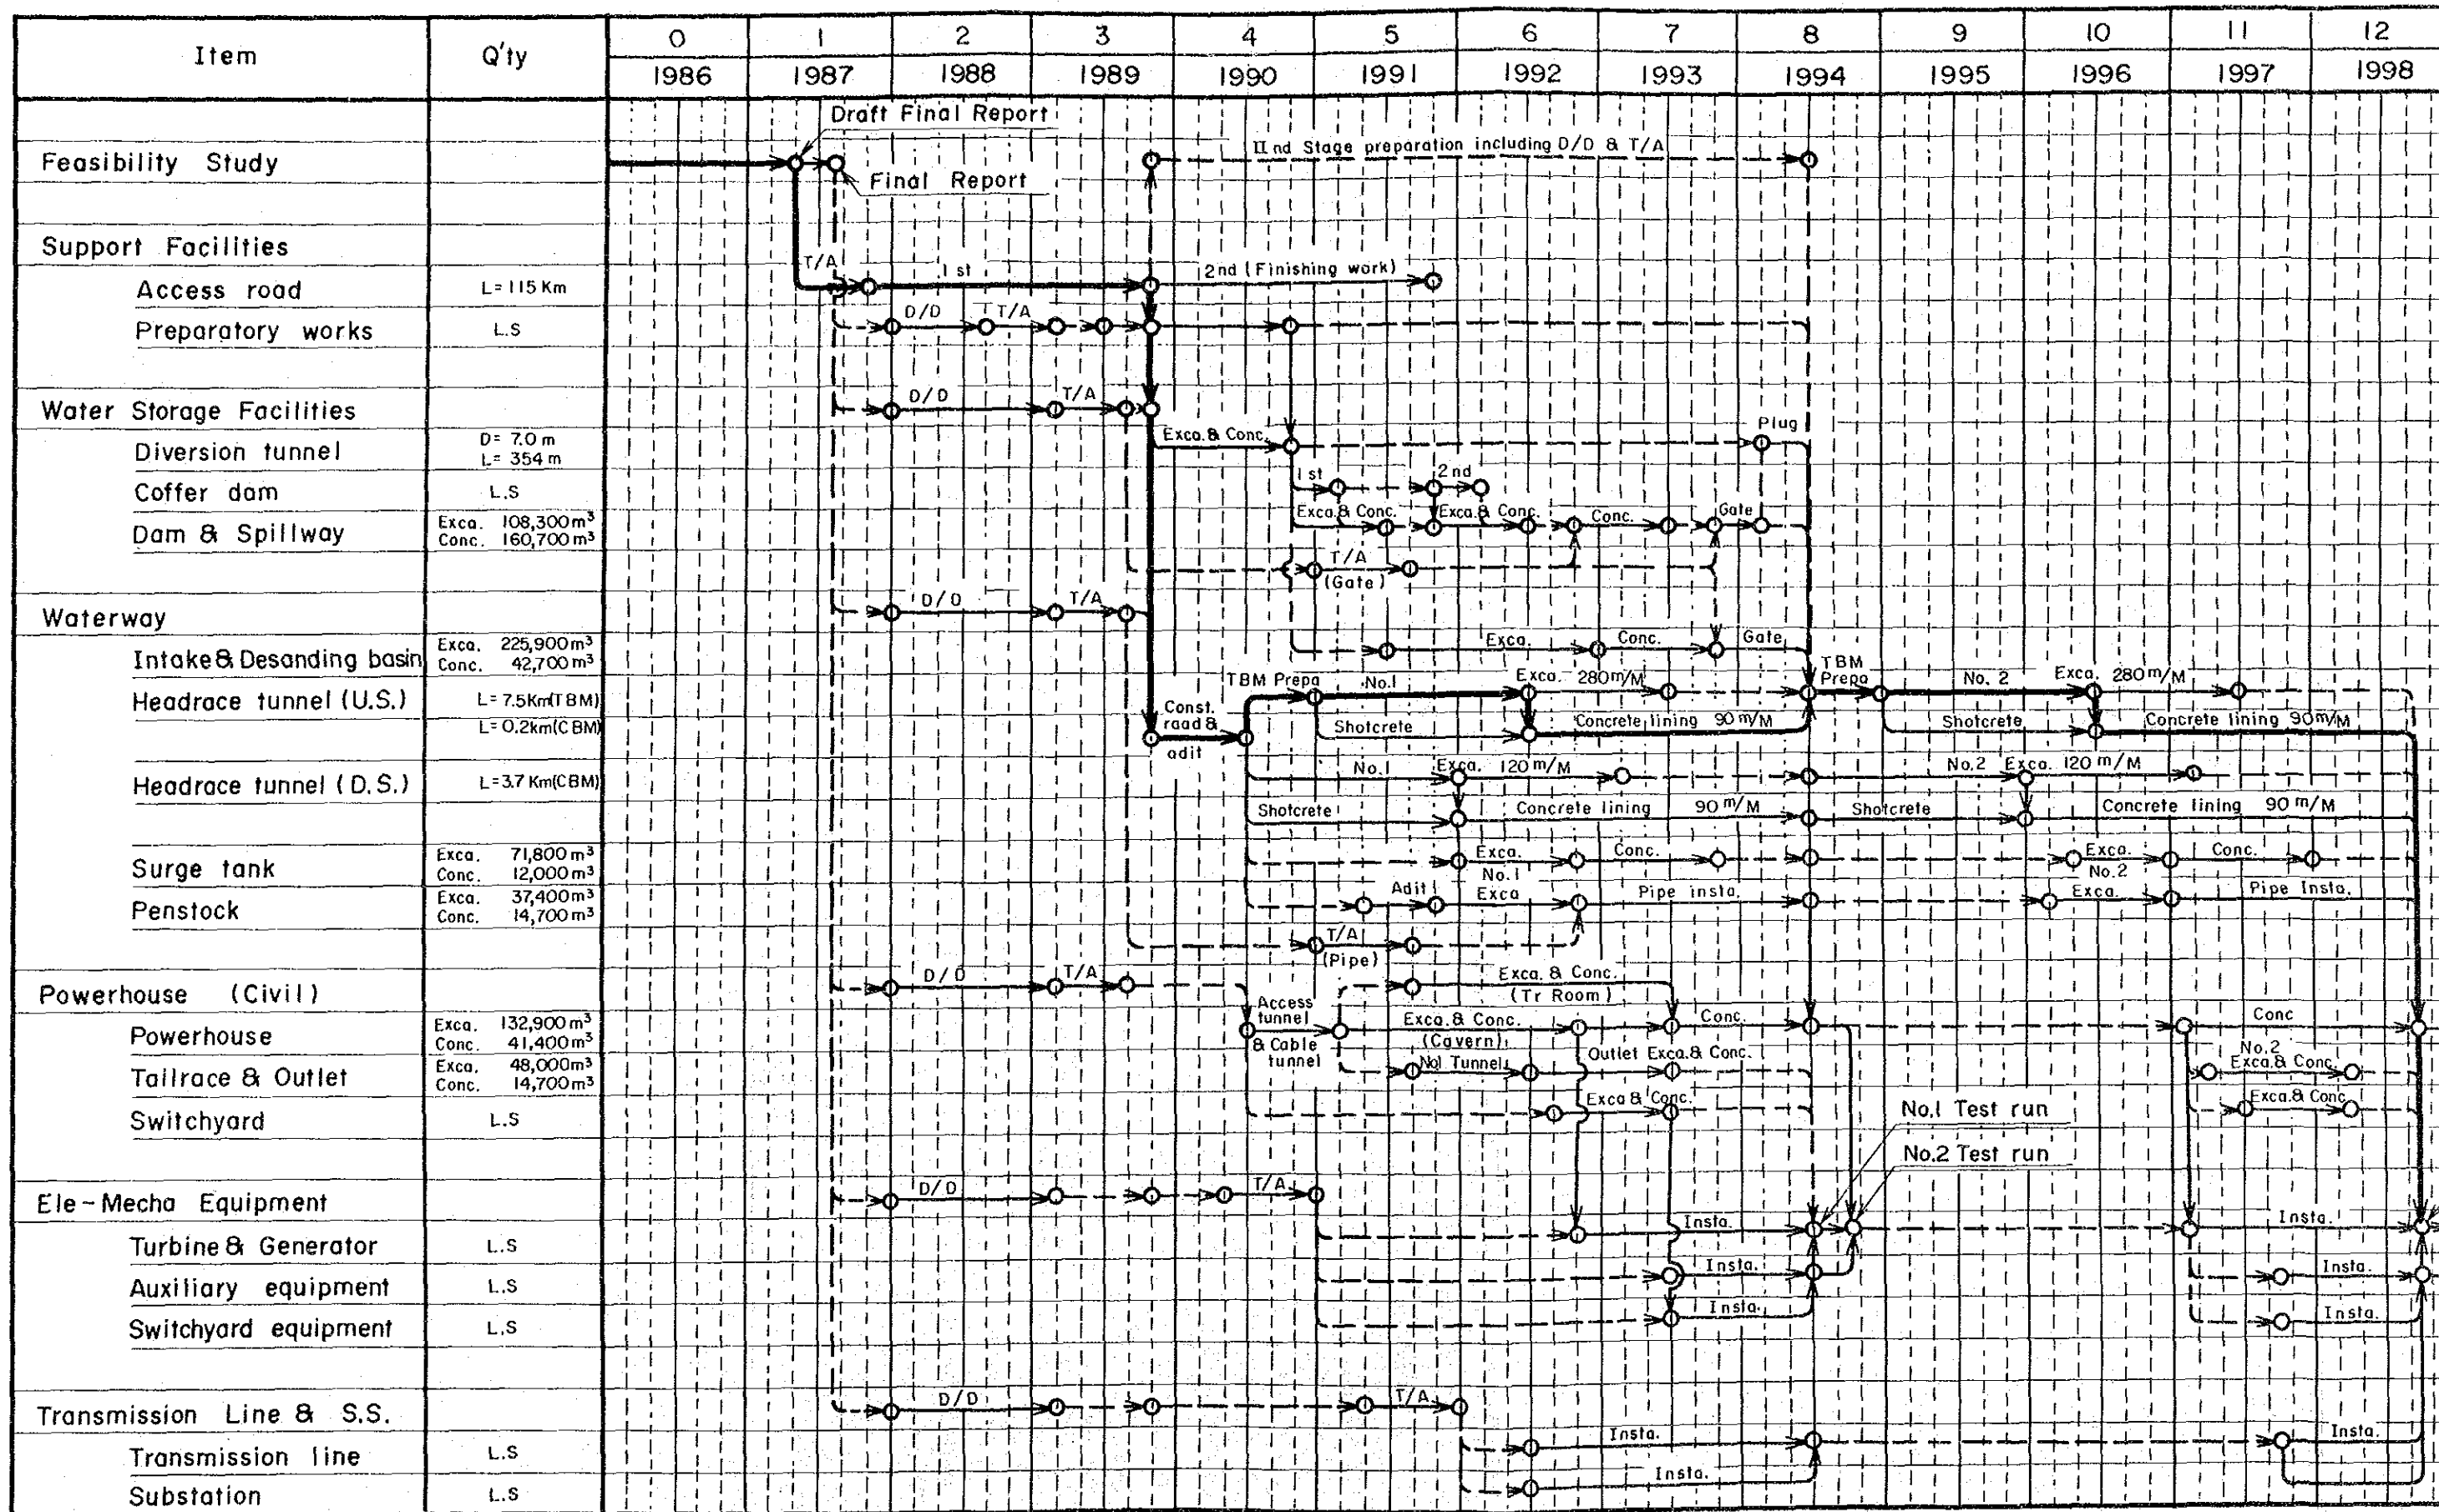 Item Q'ty 0 1 2 3 4 5 6 7 8 9 10 11 12
1986 1987 1988 1989 1990 1991 1992 1993 1994 1995 1996 1997 1998
Draft Final Report
IInd Stage preparation including D/D & T/A
Feasibility Study
Final Report
Support Facilities
T/A 1st 2nd (Finishing work)
Access road L=115 Km
D/D T/A
Preparatory works L.S
D/D T/A
Water Storage Facilities
Exca. & Conc. Plug
Diversion tunnel D= 7.0 m
L= 354 m
1st 2nd
Coffer dam L.S
Exca. & Conc. Exca. & Conc. Conc. Gate
Dam & Spillway Exca. 108,300 m³
Conc. 160,700 m³
T/A
(Gate)
D/D T/A
Waterway
Exca. Conc. Gate
Intake & Desanding basin Exca. 225,900 m³
Conc. 42,700 m³
TBM Prepa No.1 Exca. 280 m/M TBM
Prepa No. 2 Exca. 280 m/M
Headrace tunnel (U.S.) L= 7.5 Km (TBM)
L= 0.2 km (CBM)
Const.
road &
adit
Shotcrete Concrete lining 90 m/M Shotcrete Concrete lining 90 m/M
No.1 Exca. 120 m/M No.2 Exca. 120 m/M
Headrace tunnel (D.S.) L= 3.7 Km (CBM)
Shotcrete Concrete lining 90 m/M Shotcrete Concrete lining 90 m/M
Exca. Conc. Exca. Conc.
Surge tank Exca. 71,800 m³
Conc. 12,000 m³
No.1 No.2
Adit Exca Pipe insta. Exca. Pipe Insta.
Penstock Exca. 37,400 m³
Conc. 14,700 m³
T/A
(Pipe)
D/D T/A Exca. & Conc.
(Tr Room)
Powerhouse (Civil)
Access
tunnel
& Cable
tunnel
Exca. & Conc.
(Cavern)
Conc. Conc
Powerhouse Exca. 132,900 m³
Conc. 41,400 m³
No.1 Tunnel Outlet Exca. & Conc. No.2
Exca. & Conc.
Tailrace & Outlet Exca. 48,000 m³
Conc. 14,700 m³
Exca & Conc. Exca. & Conc
Switchyard L.S
No.1 Test run
No.2 Test run
D/D T/A
Ele-Mecha Equipment
Insta. Insta.
Turbine & Generator L.S
Insta. Insta.
Auxiliary equipment L.S
Insta. Insta.
Switchyard equipment L.S
D/D T/A
Transmission Line & S.S.
Insta. Insta.
Transmission line L.S
Insta.
Substation L.S